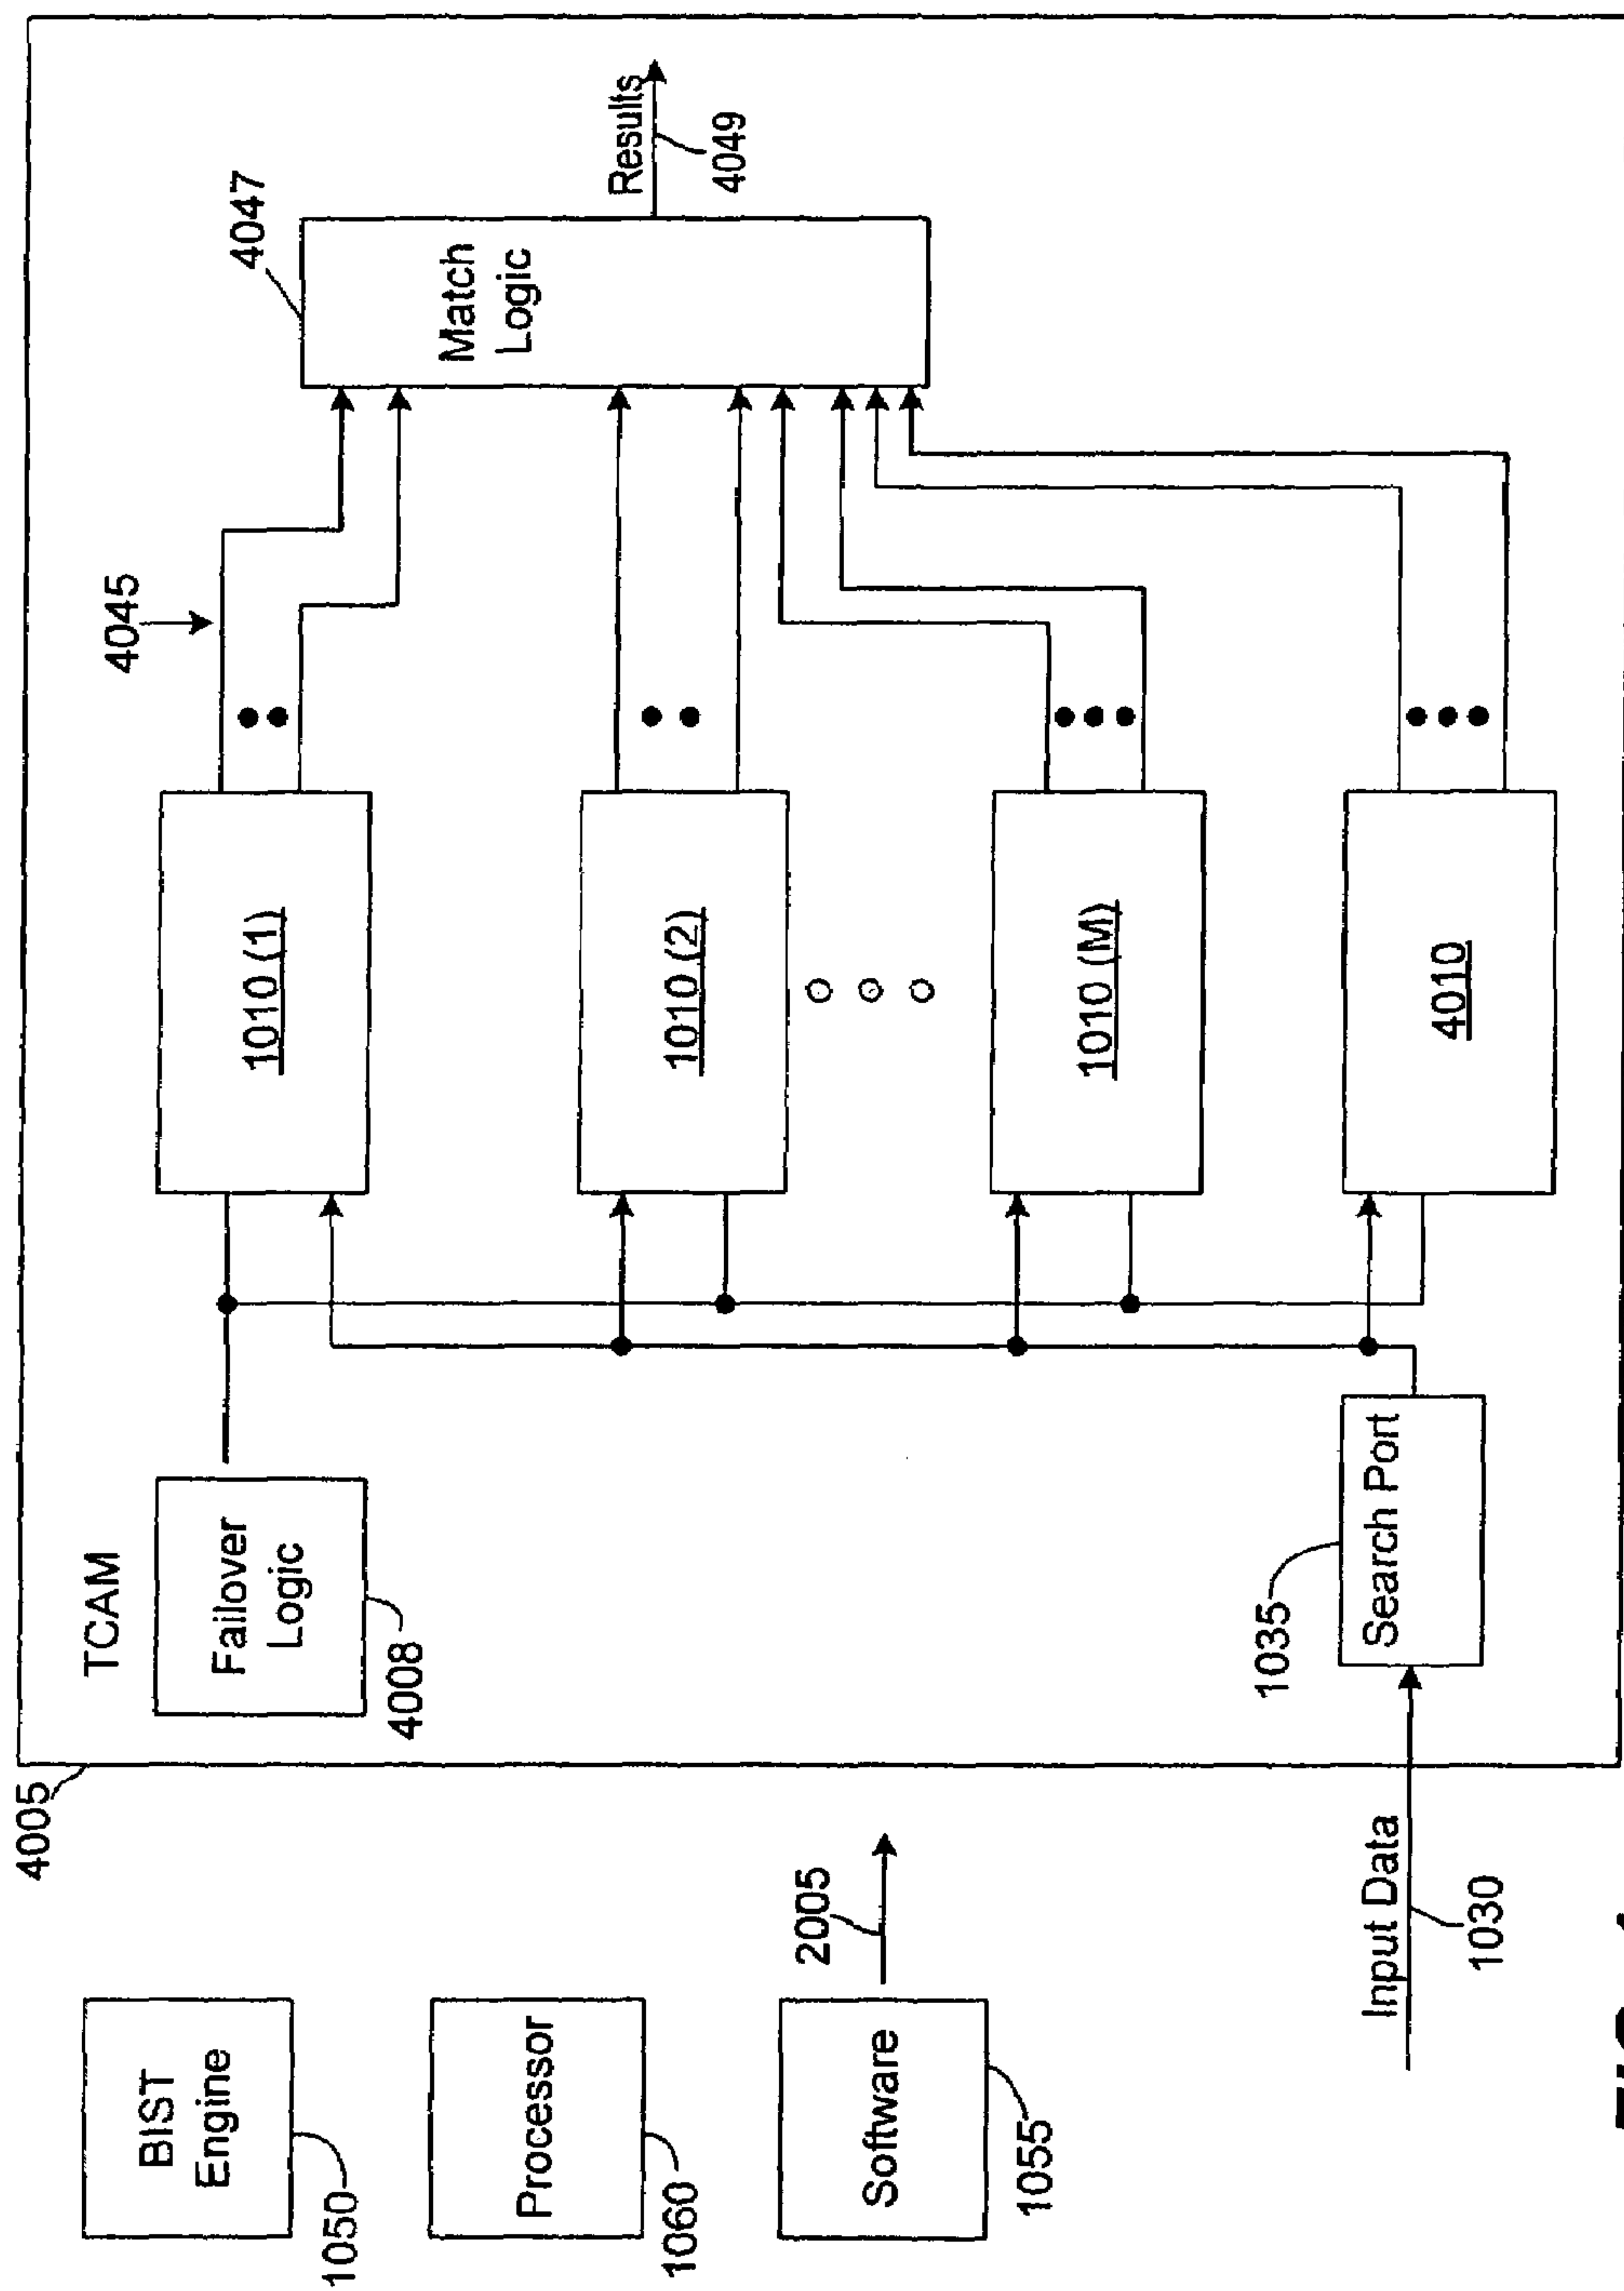 4005
TCAM
Failover
Logic
4008
1010 (1)
4045
1010 (2)
1010 (M)
4010
4047
Match
Logic
Results
4049
BIST
Engine
1050
Processor
1060
Software
1055
2005
Input Data
1030
1035
Search Port